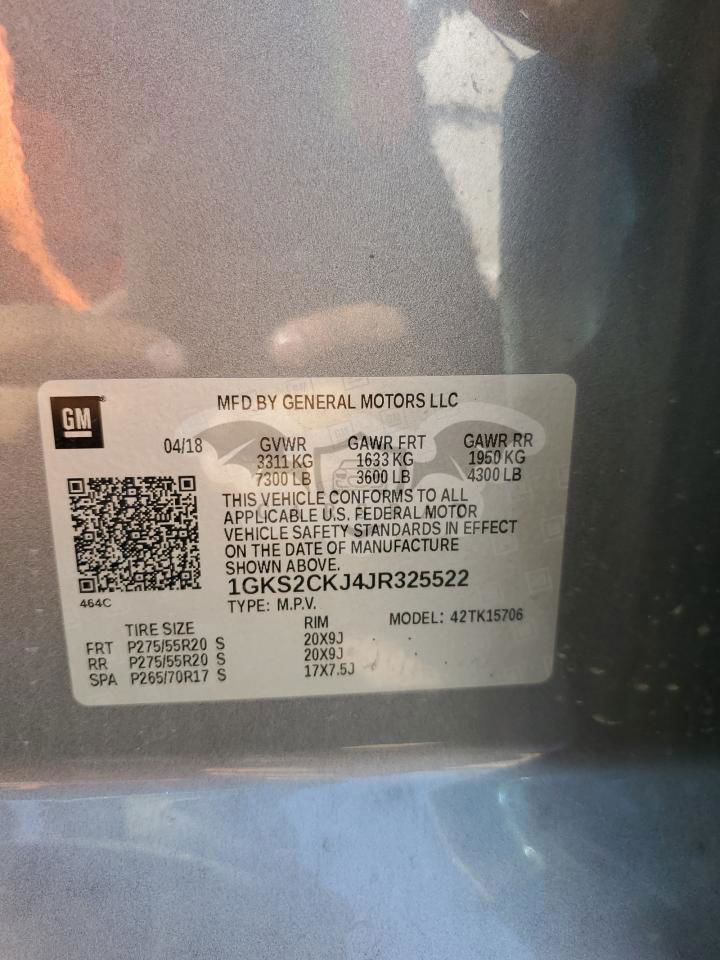 GM
MFD BY GENERAL MOTORS LLC
04/18 GVWR GAWR FRT GAWR RR
3311 KG 1633 KG 1950 KG
7300 LB 3600 LB 4300 LB
THIS VEHICLE CONFORMS TO ALL
APPLICABLE U.S. FEDERAL MOTOR
VEHICLE SAFETY STANDARDS IN EFFECT
ON THE DATE OF MANUFACTURE
SHOWN ABOVE.
1GKS2CKJ4JR325522
464C
TYPE: M.P.V.
MODEL: 42TK15706
TIRE SIZE RIM
FRT P275/55R20 S 20X9J
RR P275/55R20 S 20X9J
SPA P265/70R17 S 17X7.5J